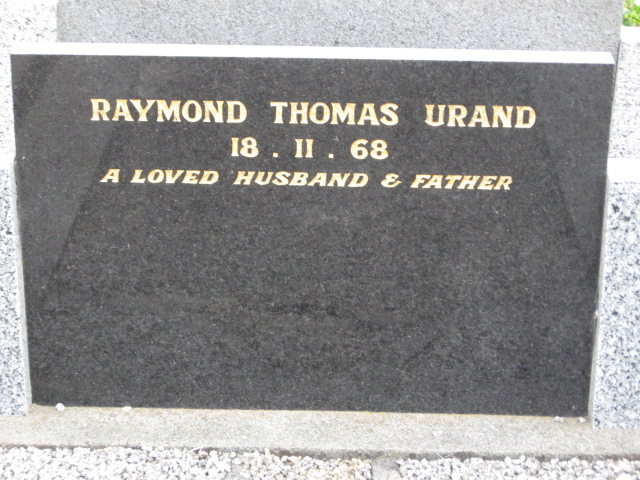 RAYMOND THOMAS URAND
18 . 11 . 68
A LOVED HUSBAND & FATHER